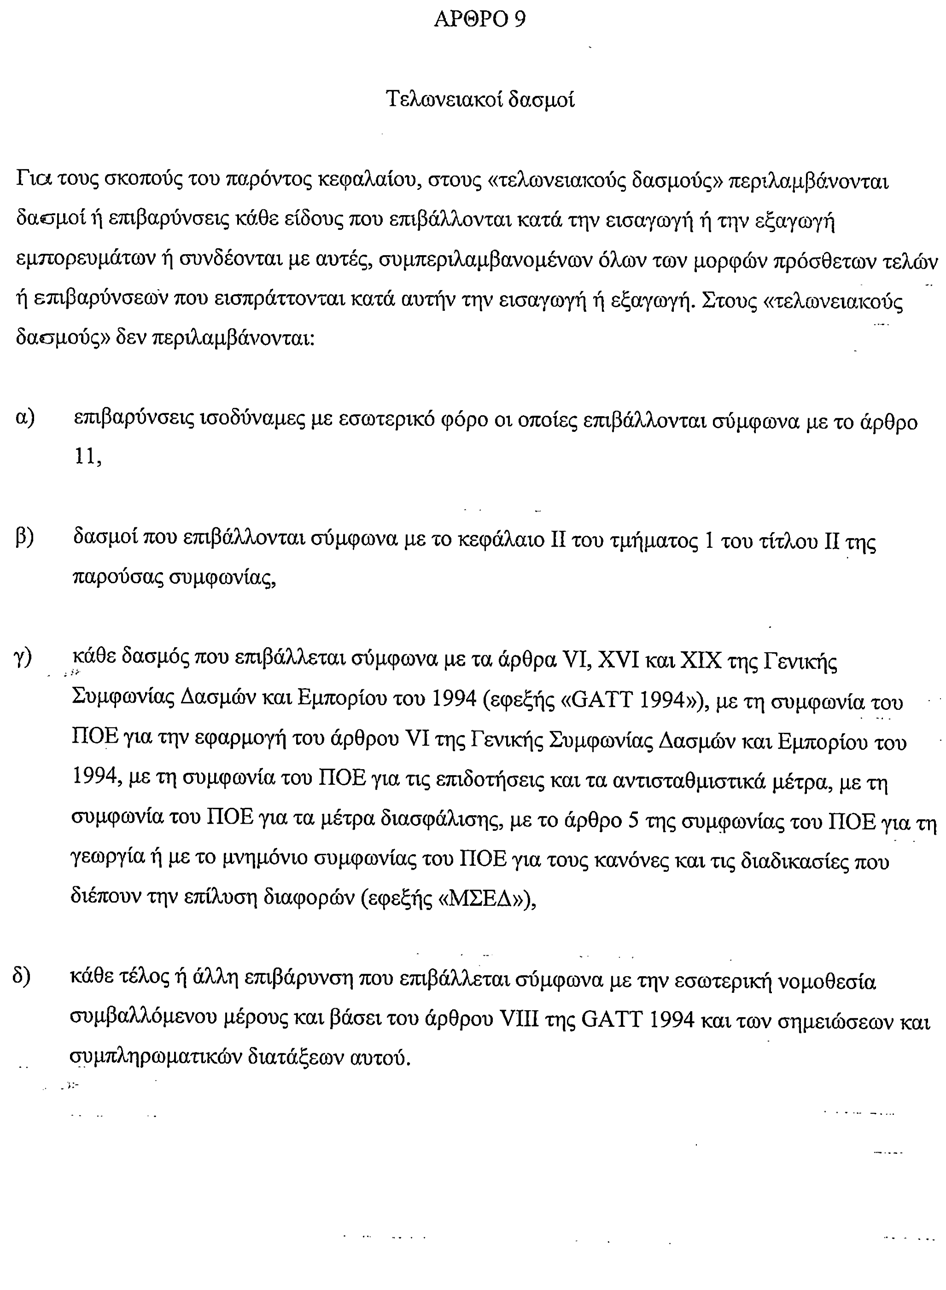 ΑΡΘΡΟ 9
Τελωνειακοί δασμοί
Για τους σκοπούς του παρόντος κεφαλαίου, στους «τελωνειακούς δασμούς» περιλαμβάνονται
δασμοί ή επιβαρύνσεις κάθε είδους που επιβάλλονται κατά την εισαγωγή ή την εξαγωγή
εμπορευμάτων ή συνδέονται με αυτές, συμπεριλαμβανομένων όλων των μορφών πρόσθετων τελών
ή επιβαρύνσεων που εισπράττονται κατά αυτήν την εισαγωγή ή εξαγωγή. Στους «τελωνειακούς
δασμούς» δεν περιλαμβάνονται:
α) επιβαρύνσεις ισοδύναμες με εσωτερικό φόρο οι οποίες επιβάλλονται σύμφωνα με το άρθρο
11,
β) δασμοί που επιβάλλονται σύμφωνα με το κεφάλαιο ΙΙ του τμήματος 1 του τίτλου ΙΙ της
παρούσας συμφωνίας,
γ) κάθε δασμός που επιβάλλεται σύμφωνα με τα άρθρα VI, XVI και XIX της Γενικής
Συμφωνίας Δασμών και Εμπορίου του 1994 (εφεξής «GATT 1994»), με τη συμφωνία του
ΠΟΕ για την εφαρμογή του άρθρου VI της Γενικής Συμφωνίας Δασμών και Εμπορίου του
1994, με τη συμφωνία του ΠΟΕ για τις επιδοτήσεις και τα αντισταθμιστικά μέτρα, με τη
συμφωνία του ΠΟΕ για τα μέτρα διασφάλισης, με το άρθρο 5 της συμφωνίας του ΠΟΕ για τη
γεωργία ή με το μνημόνιο συμφωνίας του ΠΟΕ για τους κανόνες και τις διαδικασίες που
διέπουν την επίλυση διαφορών (εφεξής «ΜΣΕΔ»),
δ) κάθε τέλος ή άλλη επιβάρυνση που επιβάλλεται σύμφωνα με την εσωτερική νομοθεσία
συμβαλλόμενου μέρους και βάσει του άρθρου VIII της GATT 1994 και των σημειώσεων και
συμπληρωματικών διατάξεων αυτού.